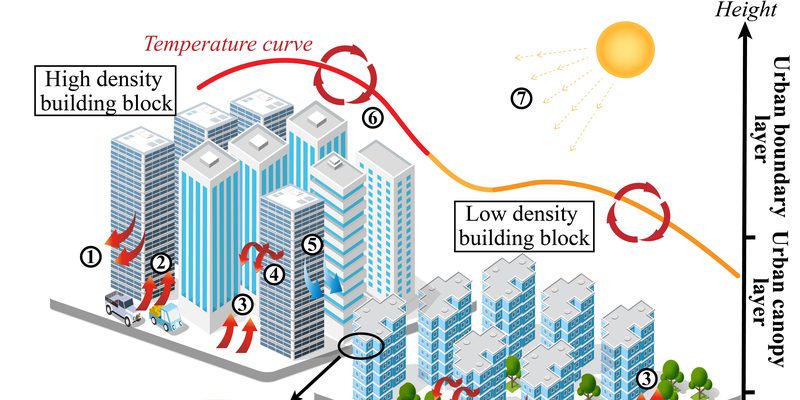 Height
Temperature curve
High density
building block
⑥
⑦
Urban boundary
layer
Low density
building block
①
②
③
④
⑤
Urban canopy
layer
③